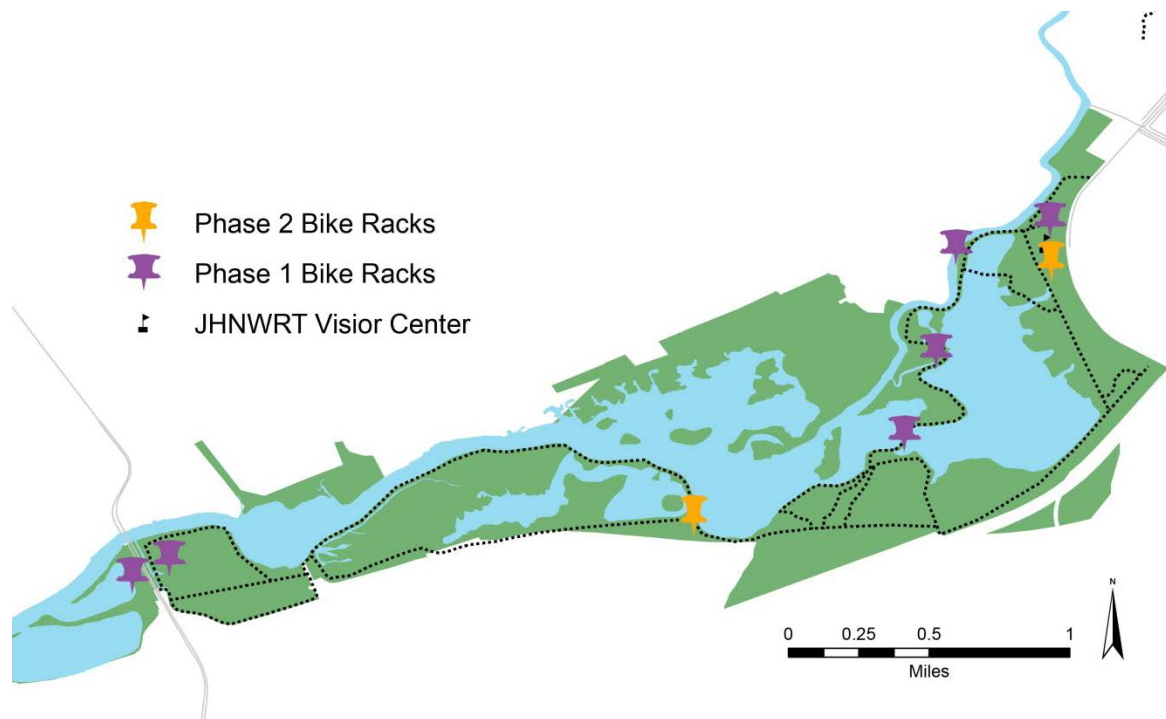 Phase 2 Bike Racks
Phase 1 Bike Racks
JHNWRT Visior Center
N
0 0.25 0.5 1
Miles